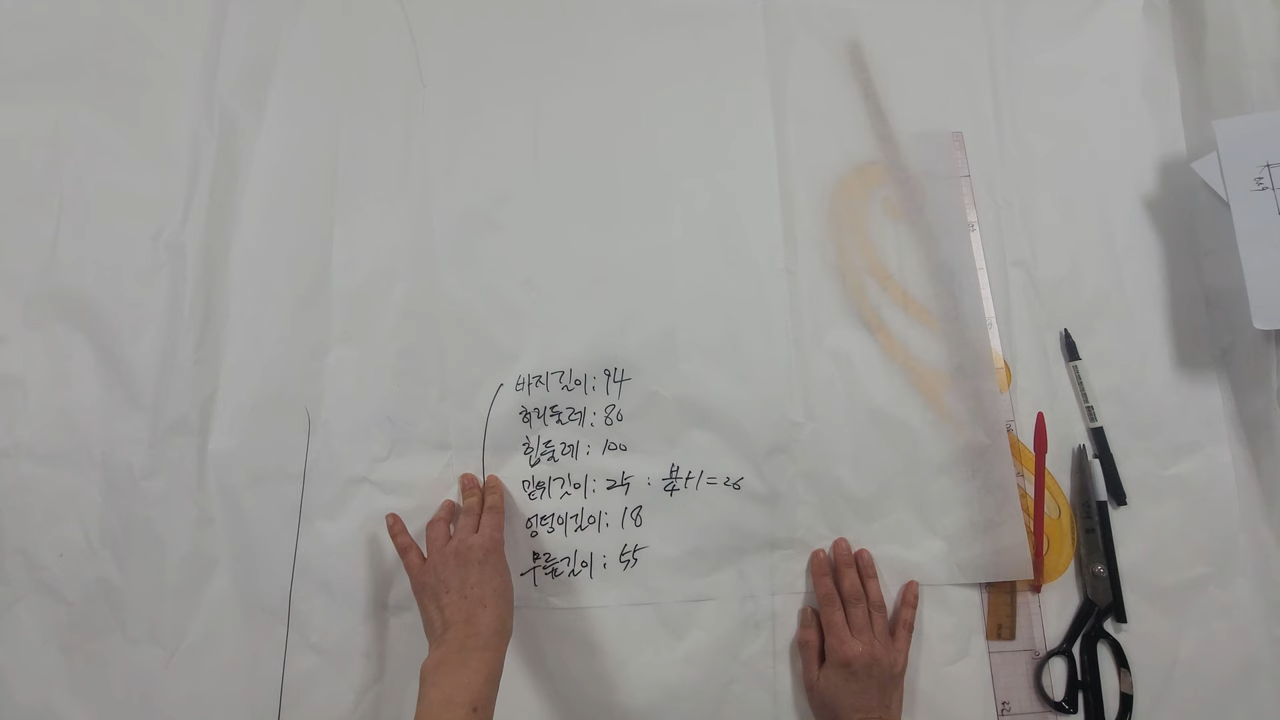 바지길이: 94
허리둘레: 80
힙둘레: 100
밑위길이: 25 : H/4+1=26
엉덩이길이: 18
무릎길이: 55